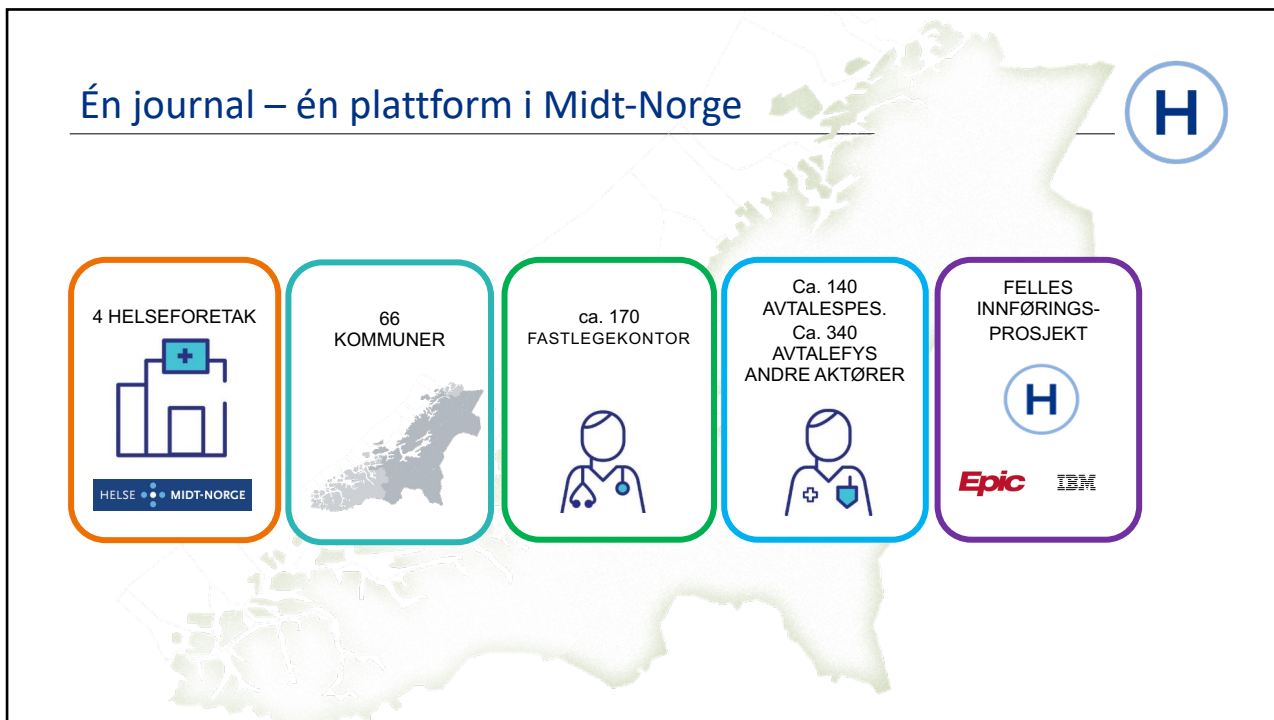 Én journal – én plattform i Midt-Norge
H
4 HELSEFORETAK
HELSE MIDT-NORGE
66
KOMMUNER
ca. 170
FASTLEGEKONTOR
Ca. 140
AVTALESPES.
Ca. 340
AVTALEFYS
ANDRE AKTØRER
FELLES
INNFØRINGS-
PROSJEKT
H
Epic IBM